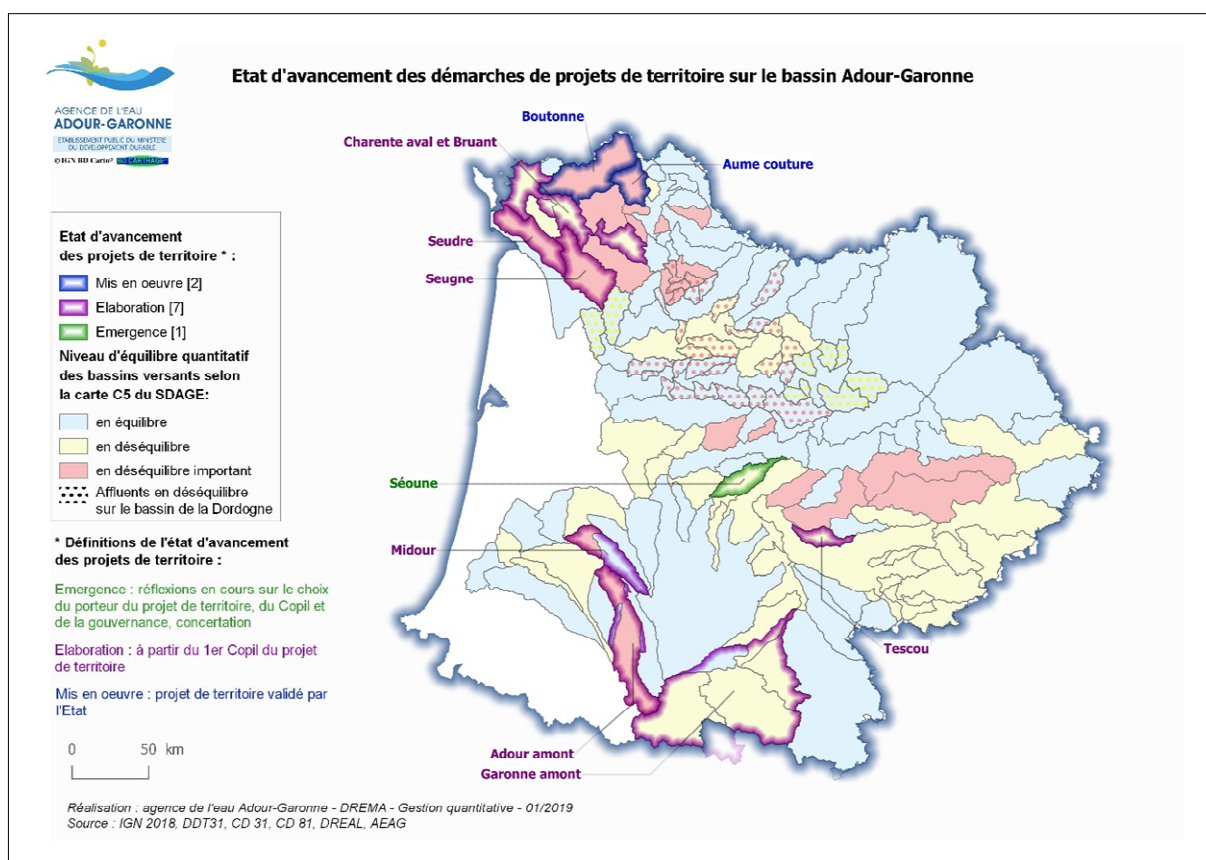 Etat d'avancement des démarches de projets de territoire sur le bassin Adour-Garonne
AGENCE DE L'EAU
ADOUR-GARONNE
ETABLISSEMENT PUBLIC DU MINISTERE
DU DEVELOPPEMENT DURABLE
© IGN BD Carto® BD CARTHAGE®
Boutonne
Charente aval et Bruant
Aume couture
Seudre
Seugne
Séoune
Midour
Tescou
Adour amont
Garonne amont
Etat d'avancement
des projets de territoire * :
Mis en oeuvre [2]
Elaboration [7]
Emergence [1]
Niveau d'équilibre quantitatif
des bassins versants selon
la carte C5 du SDAGE:
en équilibre
en déséquilibre
en déséquilibre important
Affluents en déséquilibre
sur le bassin de la Dordogne
* Définitions de l'état d'avancement
des projets de territoire :
Emergence : réflexions en cours sur le choix
du porteur du projet de territoire, du Copil et
de la gouvernance, concertation
Elaboration : à partir du 1er Copil du projet
de territoire
Mis en oeuvre : projet de territoire validé par
l'Etat
0 50 km
Réalisation : agence de l'eau Adour-Garonne - DREMA - Gestion quantitative - 01/2019
Source : IGN 2018, DDT31, CD 31, CD 81, DREAL, AEAG